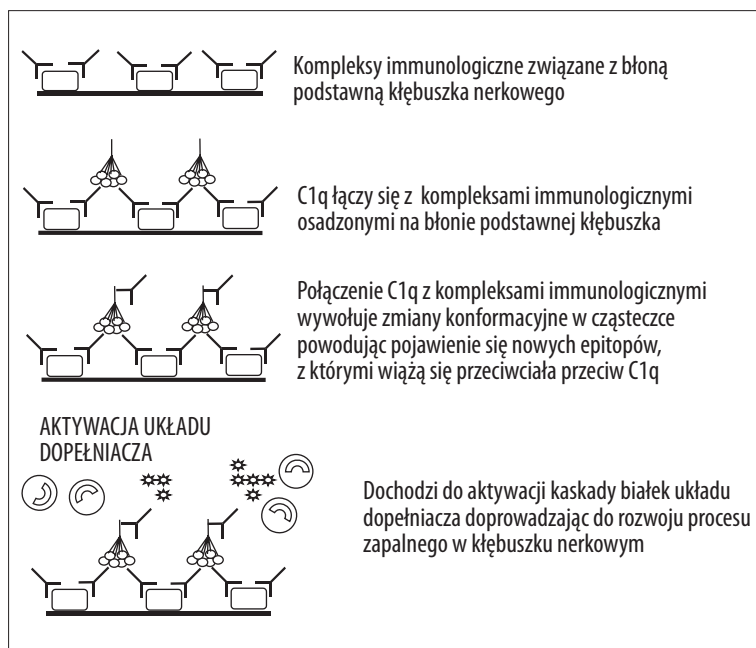 Kompleksy immunologiczne związane z błoną
podstawną kłębuszka nerkowego
C1q łączy się z kompleksami immunologicznymi
osadzonymi na błonie podstawnej kłębuszka
Połączenie C1q z kompleksami immunologicznymi
wywołuje zmiany konformacyjne w cząsteczce
powodując pojawienie się nowych epitopów,
z którymi wiążą się przeciwciała przeciw C1q
AKTYWACJA UKŁADU
DOPEŁNIACZA
Dochodzi do aktywacji kaskady białek układu
dopełniacza doprowadzając do rozwoju procesu
zapalnego w kłębuszku nerkowym